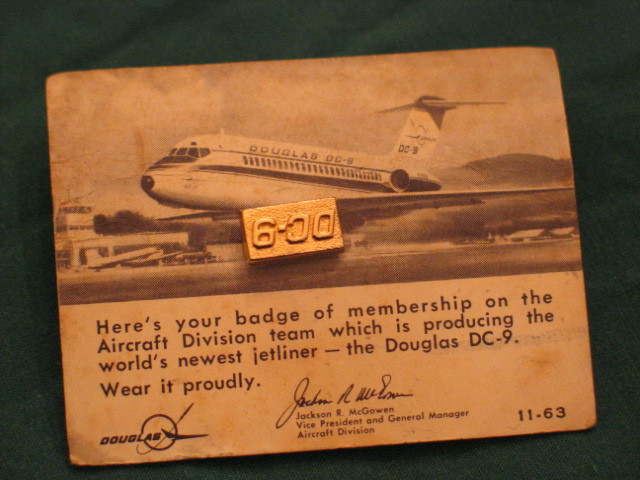 DOUGLAS DC-9
DC-9
DC-9
Here's your badge of membership on the
Aircraft Division team which is producing the
world's newest jetliner — the Douglas DC-9.
Wear it proudly.
Jackson R. McGowen
Jackson R. McGowen
Vice President and General Manager
Aircraft Division
DOUGLAS
11-63